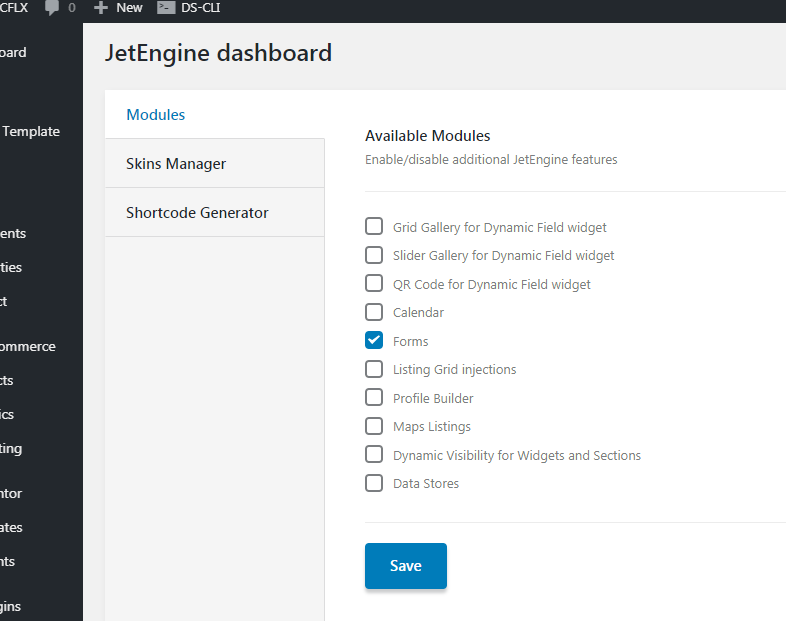 CFLX 0 New DS-CLI
oard
Template
ents
ties
ct
ommerce
cts
ics
ting
ntor
ates
nts
gins
JetEngine dashboard
Modules
Skins Manager
Shortcode Generator
Available Modules
Enable/disable additional JetEngine features
Grid Gallery for Dynamic Field widget
Slider Gallery for Dynamic Field widget
QR Code for Dynamic Field widget
Calendar
Forms
Listing Grid injections
Profile Builder
Maps Listings
Dynamic Visibility for Widgets and Sections
Data Stores
Save